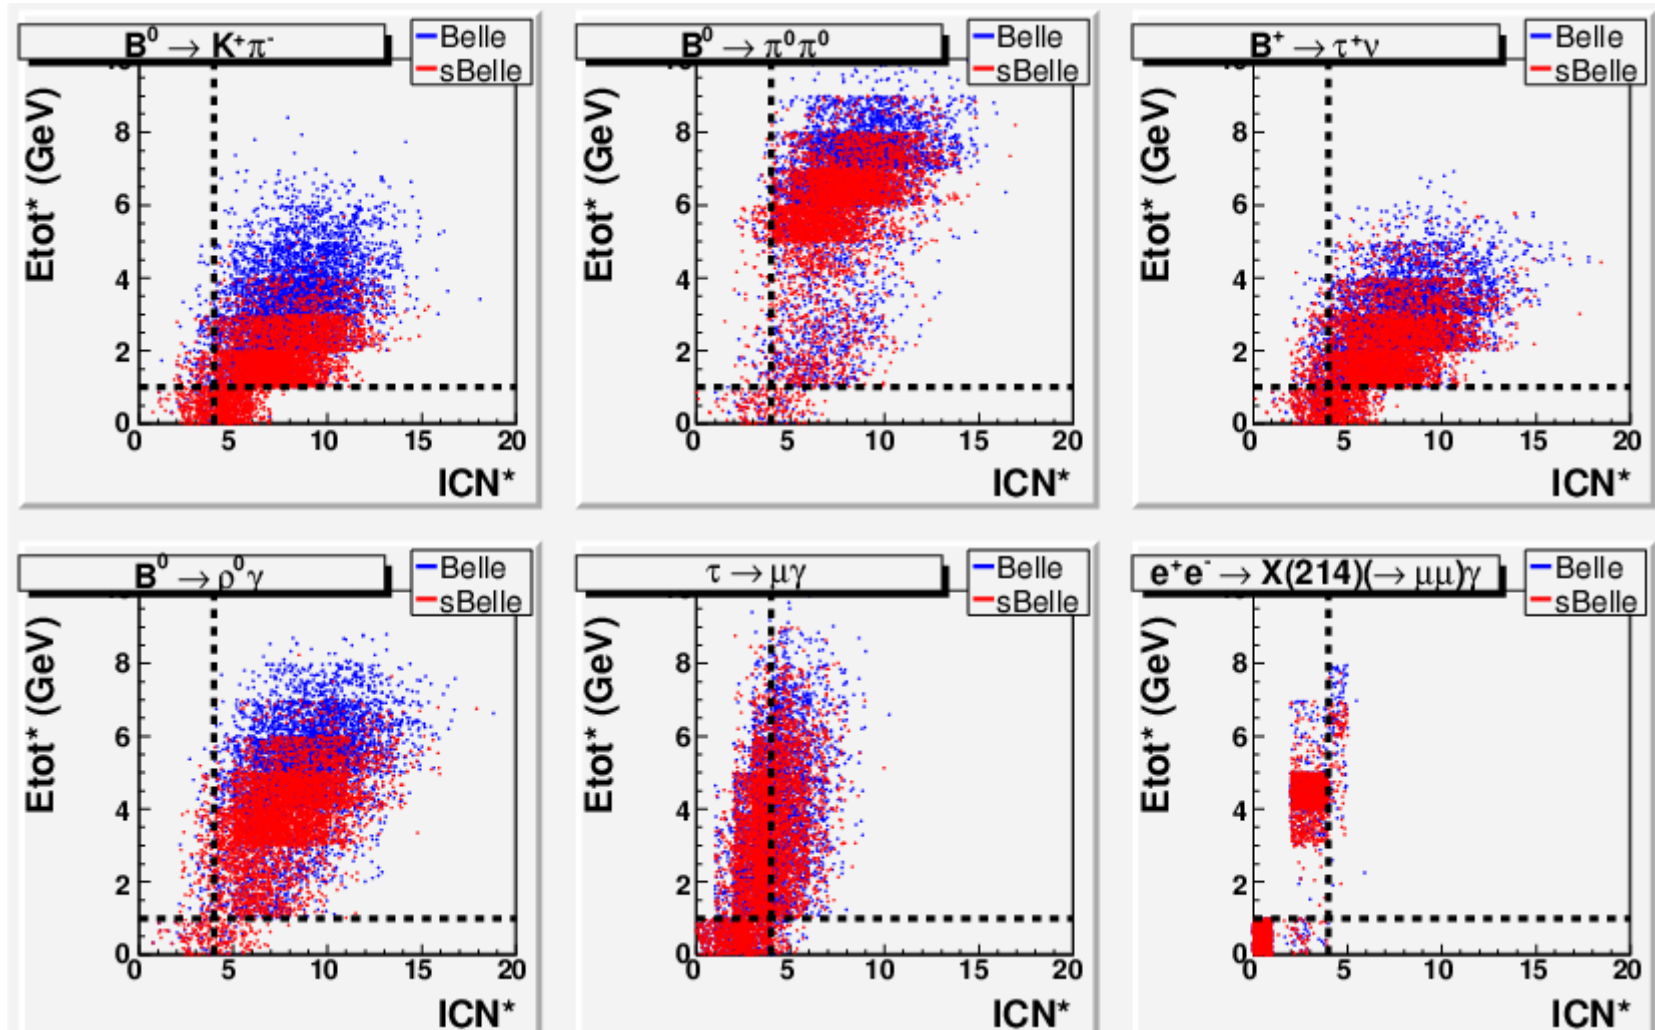 B⁰ → K⁺π⁻
Belle
sBelle
Etot* (GeV)
8
6
4
2
0
0 5 10 15 20
ICN*
B⁰ → π⁰π⁰
Belle
sBelle
Etot* (GeV)
8
6
4
2
0
0 5 10 15 20
ICN*
B⁺ → τ⁺ν
Belle
sBelle
Etot* (GeV)
8
6
4
2
0
0 5 10 15 20
ICN*
B⁰ → ρ⁰γ
Belle
sBelle
Etot* (GeV)
8
6
4
2
0
0 5 10 15 20
ICN*
τ → μγ
Belle
sBelle
Etot* (GeV)
8
6
4
2
0
0 5 10 15 20
ICN*
e⁺e⁻ → X(214)(→ μμ)γ
Belle
sBelle
Etot* (GeV)
8
6
4
2
0
0 5 10 15 20
ICN*